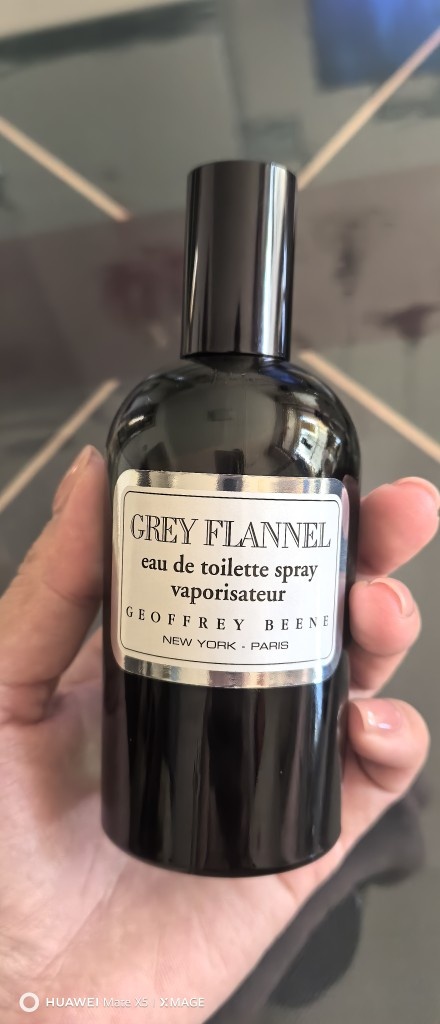 GREY FLANNEL
eau de toilette spray
vaporisateur
GEOFFREY BEENE
NEW YORK - PARIS
HUAWEI Mate X5 | XMAGE